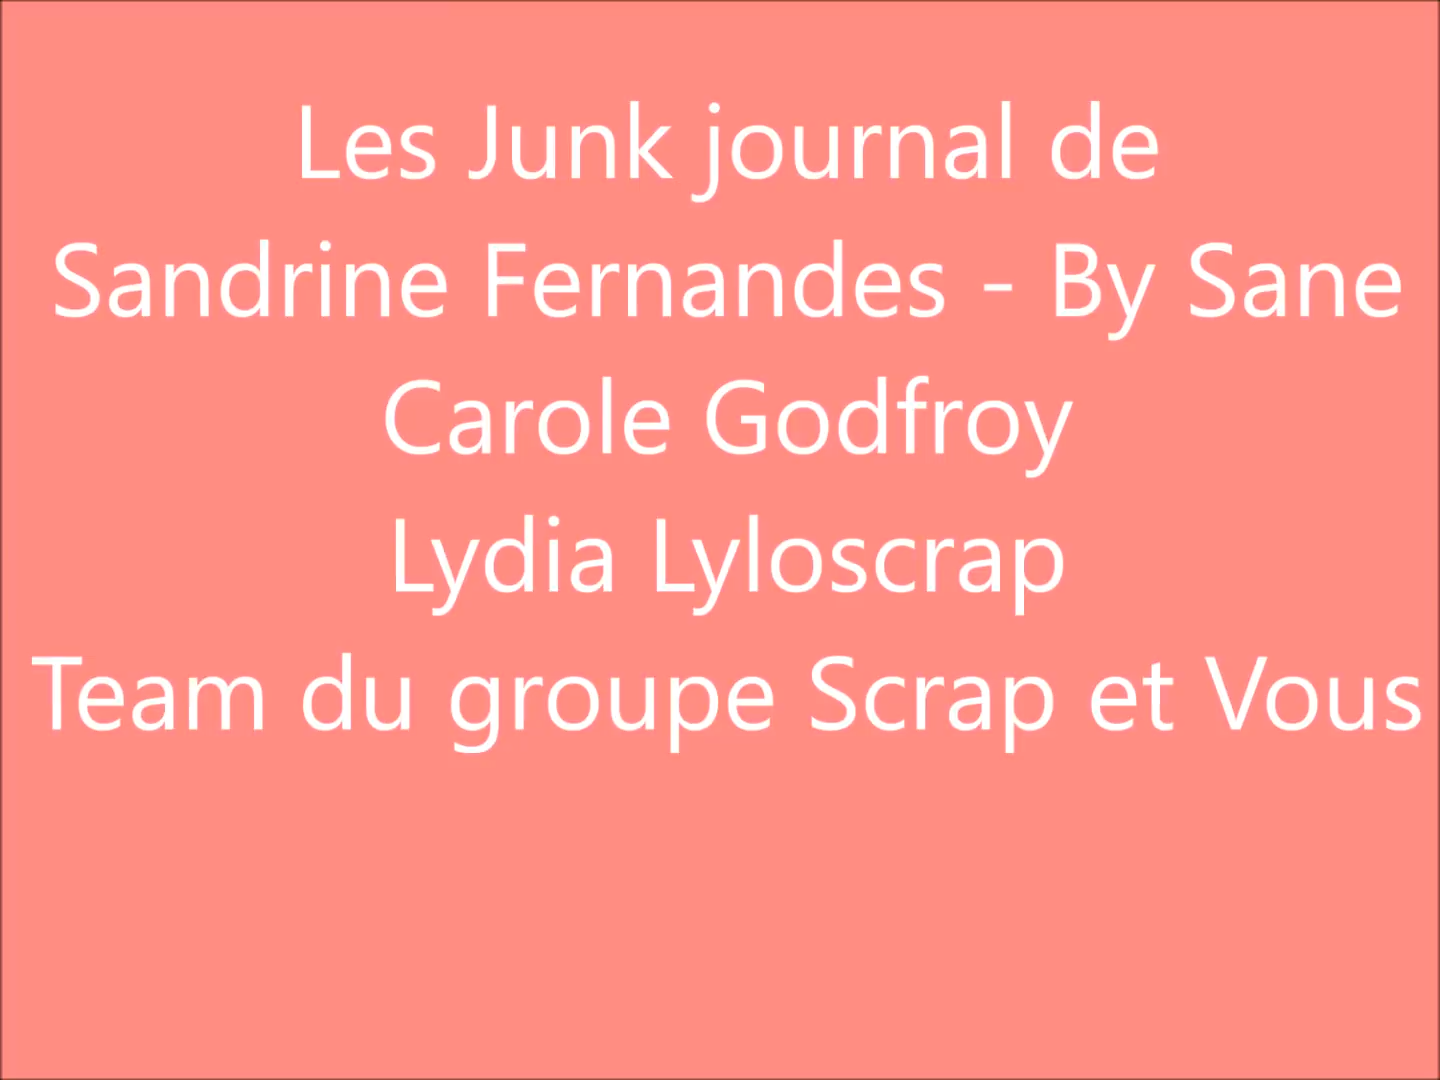 Les Junk journal de
Sandrine Fernandes - By Sane
Carole Godfroy
Lydia Lyloscrap
Team du groupe Scrap et Vous